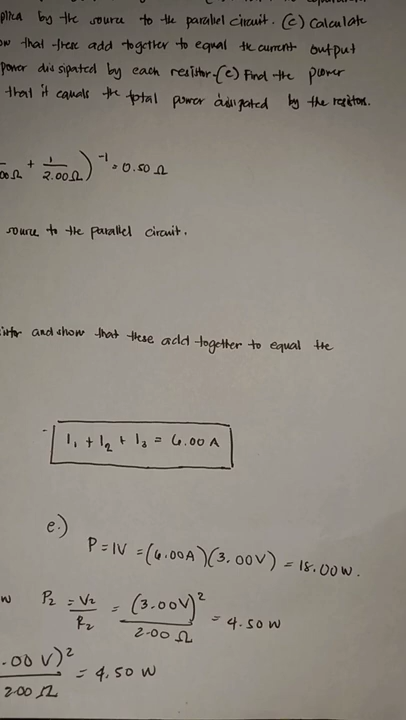 by the source to the parallel circuit. (c) Calculate
that these add together to equal the current output
power dissipated by each resistor. (e) Find the power
that it equals the total power dissipated by the resistors.
+ 1/2.00Ω)⁻¹ = 0.50 Ω
source to the parallel circuit.
and show that these add together to equal the
I₁ + I₂ + I₃ = 6.00 A
e.)
P = IV = (6.00A)(3.00V) = 18.00 W.
W P₂ = V₂/R₂ = (3.00V)²/2.00 Ω = 4.50 W
.00 V)²/2.00 Ω = 4.50 W